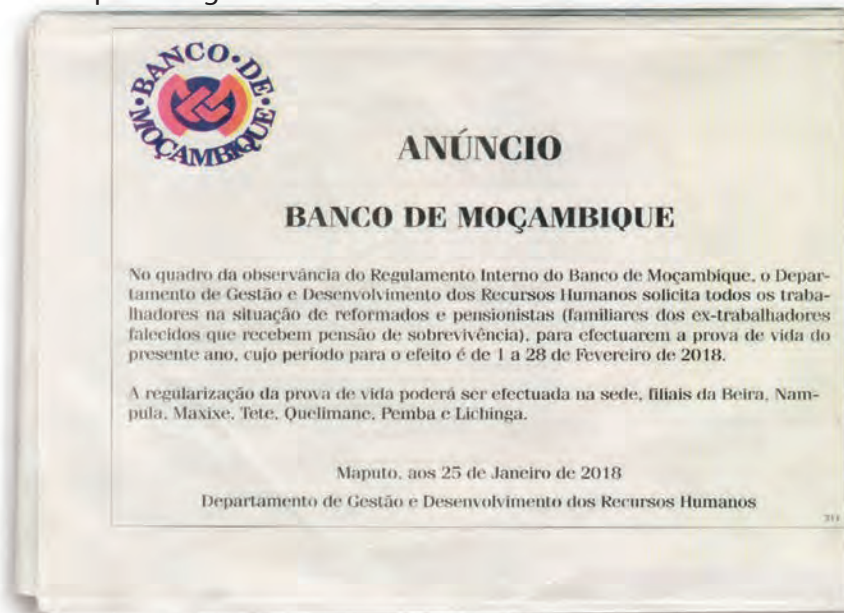 BANCO • DE • MOÇAMBIQUE •
ANÚNCIO
BANCO DE MOÇAMBIQUE
No quadro da observância do Regulamento Interno do Banco de Moçambique, o Depar-
tamento de Gestão e Desenvolvimento dos Recursos Humanos solicita todos os traba-
lhadores na situação de reformados e pensionistas (familiares dos ex-trabalhadores
falecidos que recebem pensão de sobrevivência), para efectuarem a prova de vida do
presente ano, cujo período para o efeito é de 1 a 28 de Fevereiro de 2018.
A regularização da prova de vida poderá ser efectuada na sede, filiais da Beira, Nam-
pula, Maxixe, Tete, Quelimane, Pemba e Lichinga.
Maputo, aos 25 de Janeiro de 2018
Departamento de Gestão e Desenvolvimento dos Recursos Humanos